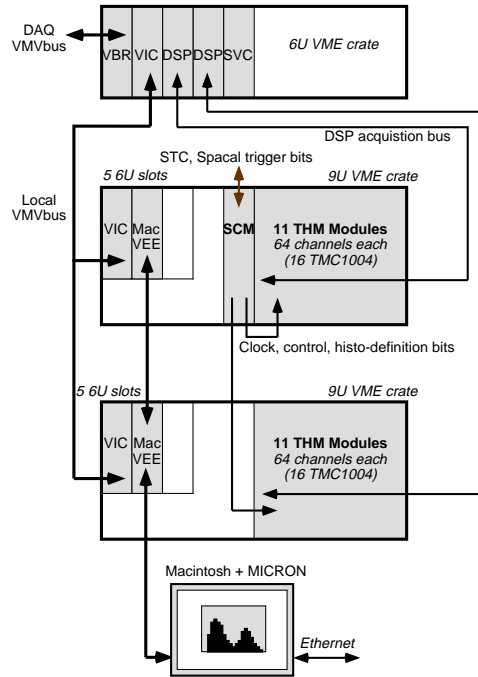 DAQ
VMVbus
VBR VIC DSP DSP SVC
6U VME crate
DSP acquistion bus
STC, Spacal trigger bits
5 6U slots
9U VME crate
Local
VMVbus
VIC Mac
VEE
SCM
11 THM Modules
64 channels each
(16 TMC1004)
Clock, control, histo-definition bits
5 6U slots
9U VME crate
VIC Mac
VEE
11 THM Modules
64 channels each
(16 TMC1004)
Macintosh + MICRON
Ethernet